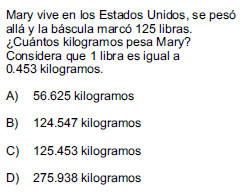 Mary vive en los Estados Unidos, se pesó
allá y la báscula marcó 125 libras.
¿Cuántos kilogramos pesa Mary?
Considera que 1 libra es igual a
0.453 kilogramos.
A) 56.625 kilogramos
B) 124.547 kilogramos
C) 125.453 kilogramos
D) 275.938 kilogramos